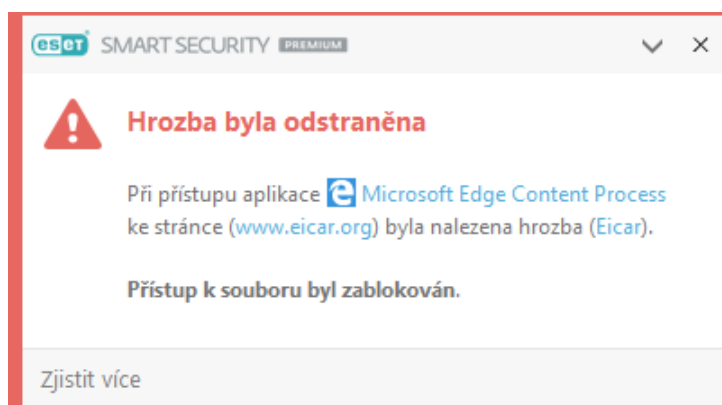 eset SMART SECURITY PREMIUM
Hrozba byla odstraněna
Při přístupu aplikace Microsoft Edge Content Process
ke stránce (www.eicar.org) byla nalezena hrozba (Eicar).
Přístup k souboru byl zablokován.
Zjistit více